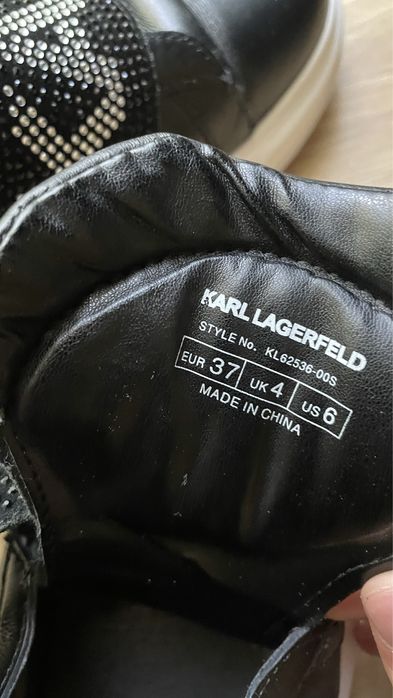 KARL LAGERFELD
STYLE No. KL62536-00S
EUR 37 UK 4 US 6
MADE IN CHINA